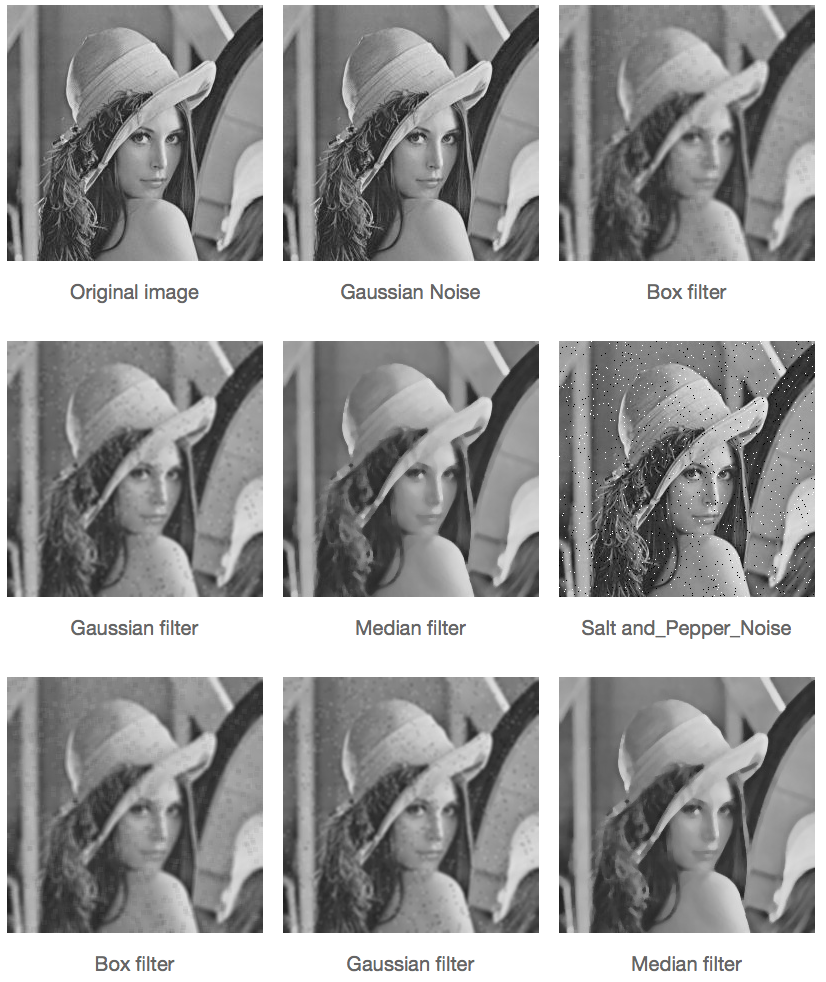 Original image
Gaussian Noise
Box filter
Gaussian filter
Median filter
Salt and_Pepper_Noise
Box filter
Gaussian filter
Median filter